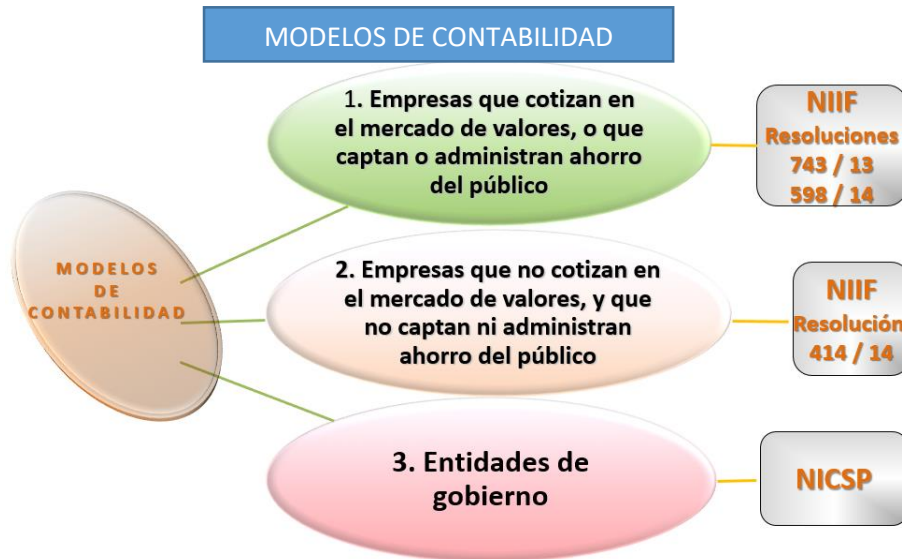 MODELOS DE CONTABILIDAD
MODELOS
DE
CONTABILIDAD
1. Empresas que cotizan en
el mercado de valores, o que
captan o administran ahorro
del público
NIIF
Resoluciones
743 / 13
598 / 14
2. Empresas que no cotizan en
el mercado de valores, y que
no captan ni administran
ahorro del público
NIIF
Resolución
414 / 14
3. Entidades de
gobierno
NICSP